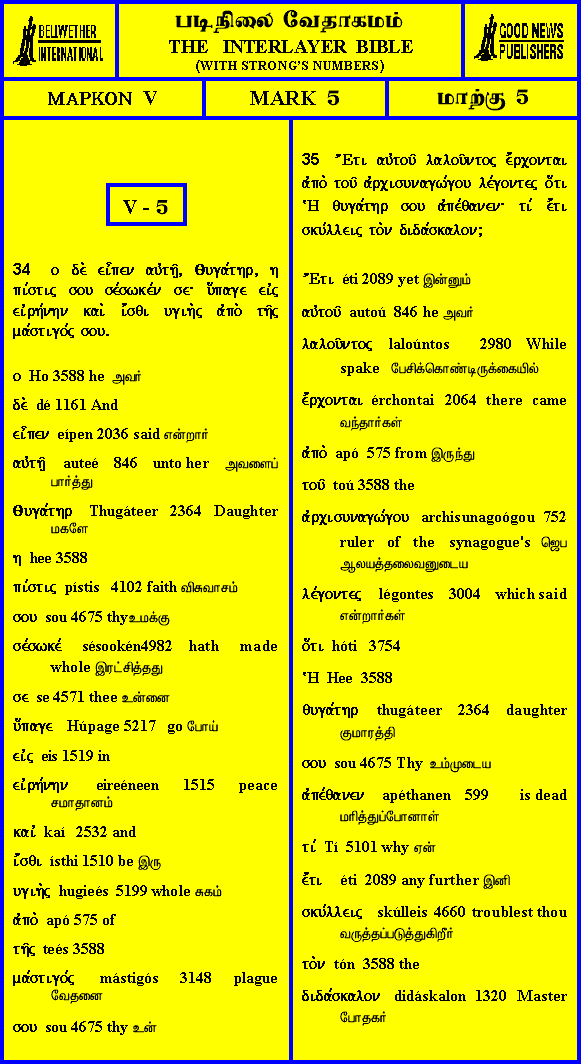 BELLWETHER
INTERNATIONAL
படிநிலை வேதாகமம்
THE INTERLAYER BIBLE
(WITH STRONG'S NUMBERS)
GOOD NEWS
PUBLISHERS
ΜΑΡΚΟΝ V
MARK 5
மாற்கு 5
V - 5
34 ο δὲ εἶπεν αὐτῇ, Θυγάτηρ, η
πίστις σου σέσωκέν σε· ὕπαγε εἰς
εἰρήνην καὶ ἴσθι υγιὴς ἀπὸ τῆς
μάστιγός σου.
ο Ho 3588 he அவர்
δὲ dé 1161 And
εἶπεν eípen 2036 said என்றார்
αὐτῇ auteé 846 unto her அவளைப்
பார்த்து
Θυγάτηρ Thugáteer 2364 Daughter
மகளே
η hee 3588
πίστις pístis 4102 faith விசுவாசம்
σου sou 4675 thy உமக்கு
σέσωκέ sésookén4982 hath made
whole இரட்சித்தது
σε se 4571 thee உன்னை
ὕπαγε Húpage 5217 go போய்
εἰς eis 1519 in
εἰρήνην eireéneen 1515 peace
சமாதானம்
καὶ kaí 2532 and
ἴσθι ísthi 1510 be இரு
υγιὴς hugieés 5199 whole சுகம்
ἀπὸ apó 575 of
τῆς teés 3588
μάστιγός mástigós 3148 plague
வேதனை
σου sou 4675 thy உன்
35 Ἔτι αὐτοῦ λαλοῦντος ἔρχονται
ἀπὸ τοῦ ἀρχισυναγώγου λέγοντες ὅτι
Ἡ θυγάτηρ σου ἀπέθανεν· τί ἔτι
σκύλλεις τὸν διδάσκαλον;
Ἔτι éti 2089 yet இன்னும்
αὐτοῦ autoú 846 he அவர்
λαλοῦντος laloúntos 2980 While
spake பேசிக்கொண்டிருக்கையில்
ἔρχονται érchontai 2064 there came
வந்தார்கள்
ἀπὸ apó 575 from இருந்து
τοῦ toú 3588 the
ἀρχισυναγώγου archisunagoógou 752
ruler of the synagogue's ஜெப
ஆலயத்தலைவனுடைய
λέγοντες légontes 3004 which said
என்றார்கள்
ὅτι hóti 3754
Ἡ Hee 3588
θυγάτηρ thugáteer 2364 daughter
குமாரத்தி
σου sou 4675 Thy உம்முடைய
ἀπέθανεν apéthanen 599 is dead
மரித்துப்போனாள்
τί Tí 5101 why ஏன்
ἔτι éti 2089 any further இனி
σκύλλεις skúlleis 4660 troublest thou
வருத்தப்படுத்துகிறீர்
τὸν tón 3588 the
διδάσκαλον didáskalon 1320 Master
போதகர்